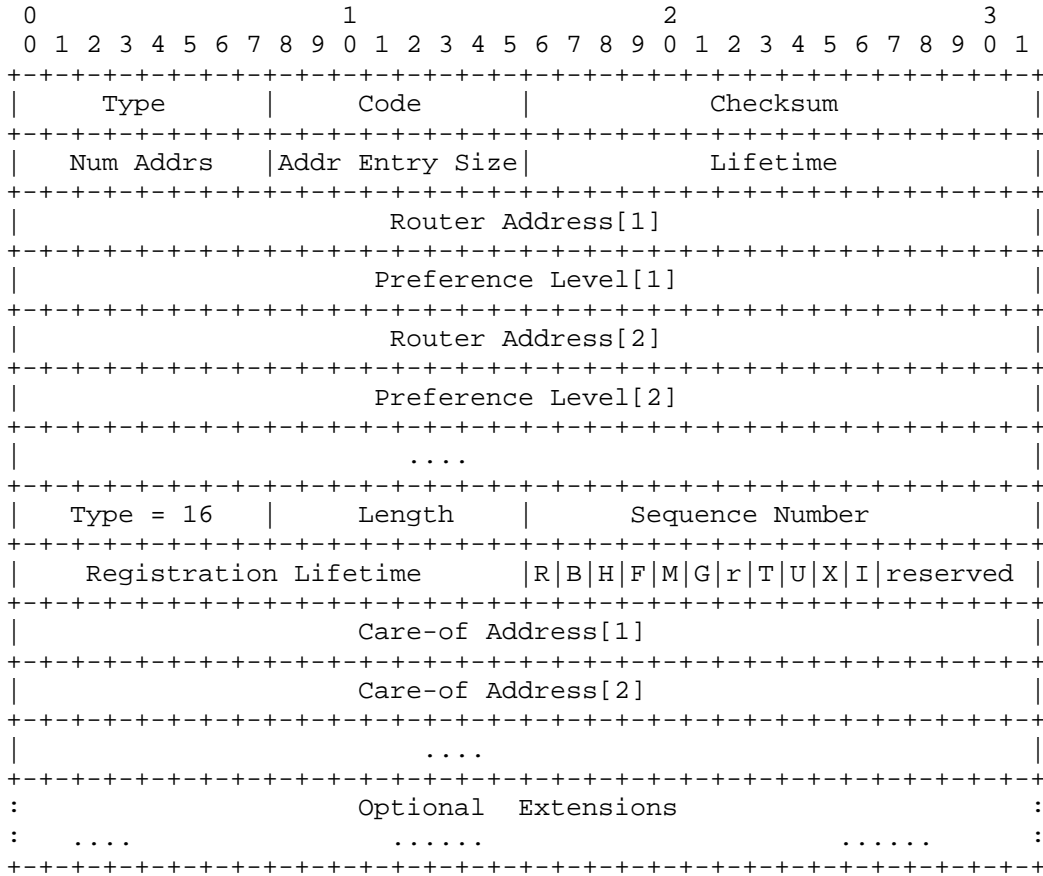 0                   1                   2                   3
 0 1 2 3 4 5 6 7 8 9 0 1 2 3 4 5 6 7 8 9 0 1 2 3 4 5 6 7 8 9 0 1
+-+-+-+-+-+-+-+-+-+-+-+-+-+-+-+-+-+-+-+-+-+-+-+-+-+-+-+-+-+-+-+-+
|     Type      |     Code      |           Checksum            |
+-+-+-+-+-+-+-+-+-+-+-+-+-+-+-+-+-+-+-+-+-+-+-+-+-+-+-+-+-+-+-+-+
|   Num Addrs   |Addr Entry Size|           Lifetime            |
+-+-+-+-+-+-+-+-+-+-+-+-+-+-+-+-+-+-+-+-+-+-+-+-+-+-+-+-+-+-+-+-+
|                       Router Address[1]                       |
+-+-+-+-+-+-+-+-+-+-+-+-+-+-+-+-+-+-+-+-+-+-+-+-+-+-+-+-+-+-+-+-+
|                      Preference Level[1]                      |
+-+-+-+-+-+-+-+-+-+-+-+-+-+-+-+-+-+-+-+-+-+-+-+-+-+-+-+-+-+-+-+-+
|                       Router Address[2]                       |
+-+-+-+-+-+-+-+-+-+-+-+-+-+-+-+-+-+-+-+-+-+-+-+-+-+-+-+-+-+-+-+-+
|                      Preference Level[2]                      |
+-+-+-+-+-+-+-+-+-+-+-+-+-+-+-+-+-+-+-+-+-+-+-+-+-+-+-+-+-+-+-+-+
|                        ....                                   |
+-+-+-+-+-+-+-+-+-+-+-+-+-+-+-+-+-+-+-+-+-+-+-+-+-+-+-+-+-+-+-+-+
|   Type = 16   |     Length    |      Sequence Number          |
+-+-+-+-+-+-+-+-+-+-+-+-+-+-+-+-+-+-+-+-+-+-+-+-+-+-+-+-+-+-+-+-+
|    Registration Lifetime      |R|B|H|F|M|G|r|T|U|X|I|reserved |
+-+-+-+-+-+-+-+-+-+-+-+-+-+-+-+-+-+-+-+-+-+-+-+-+-+-+-+-+-+-+-+-+
|                     Care-of Address[1]                        |
+-+-+-+-+-+-+-+-+-+-+-+-+-+-+-+-+-+-+-+-+-+-+-+-+-+-+-+-+-+-+-+-+
|                     Care-of Address[2]                        |
+-+-+-+-+-+-+-+-+-+-+-+-+-+-+-+-+-+-+-+-+-+-+-+-+-+-+-+-+-+-+-+-+
|                         ....                                  |
+-+-+-+-+-+-+-+-+-+-+-+-+-+-+-+-+-+-+-+-+-+-+-+-+-+-+-+-+-+-+-+-+
:                     Optional  Extensions                      :
:   ....                ......                      ......      :
+-+-+-+-+-+-+-+-+-+-+-+-+-+-+-+-+-+-+-+-+-+-+-+-+-+-+-+-+-+-+-+-+